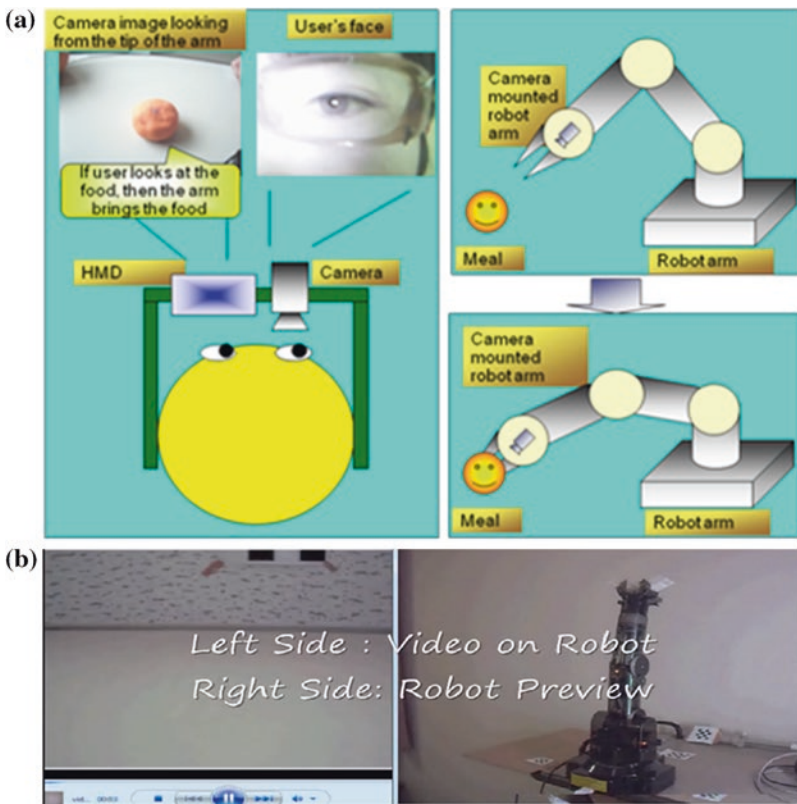 (a)
Camera image looking
from the tip of the arm
User's face
If user looks at the
food, then the arm
brings the food
HMD
Camera
Camera
mounted
robot
arm
Meal
Robot arm
Camera
mounted
robot arm
Meal
Robot arm
(b)
Left Side : Video on Robot
Right Side: Robot Preview